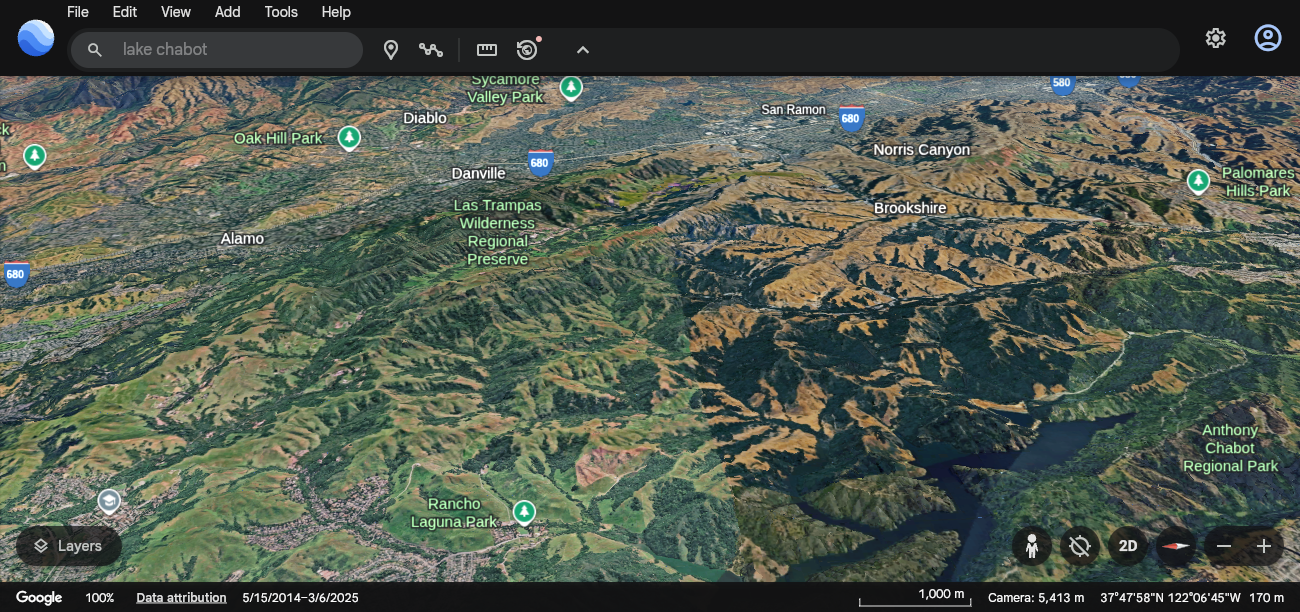 File Edit View Add Tools Help
lake chabot
Sycamore
Valley Park
580
Diablo
San Ramon
680
Oak Hill Park
Norris Canyon
680
Danville
Palomares
Hills Park
Las Trampas
Wilderness
Regional
Preserve
Brookshire
Alamo
680
Anthony
Chabot
Regional Park
Rancho
Laguna Park
Layers
2D
Google 100% Data attribution 5/15/2014–3/6/2025 1,000 m Camera: 5,413 m 37°47'58"N 122°06'45"W 170 m